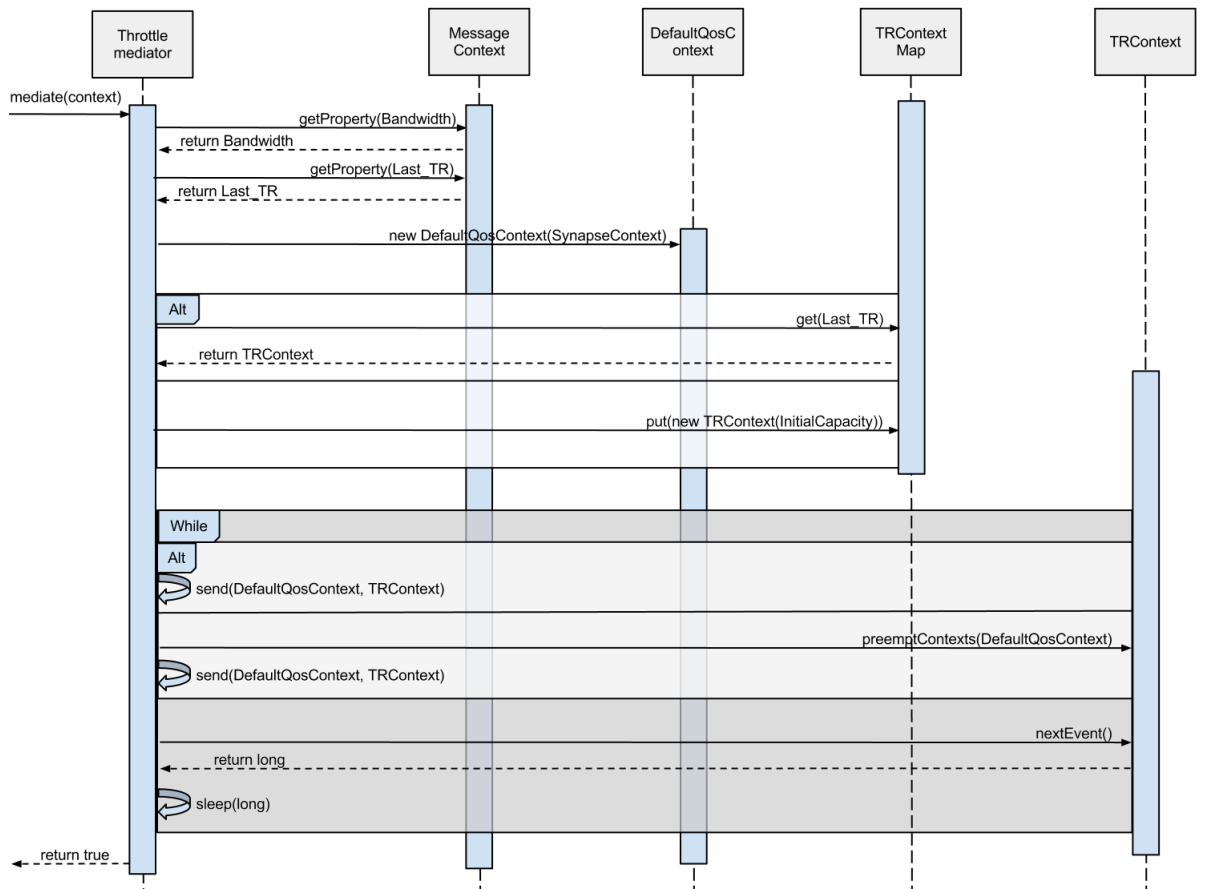 Throttle
mediator
Message
Context
DefaultQosC
ontext
TRContext
Map
TRContext
mediate(context)
getProperty(Bandwidth)
return Bandwidth
getProperty(Last_TR)
return Last_TR
new DefaultQosContext(SynapseContext)
Alt
get(Last_TR)
return TRContext
put(new TRContext(InitialCapacity))
While
Alt
send(DefaultQosContext, TRContext)
preemptContexts(DefaultQosContext)
send(DefaultQosContext, TRContext)
nextEvent()
return long
sleep(long)
return true